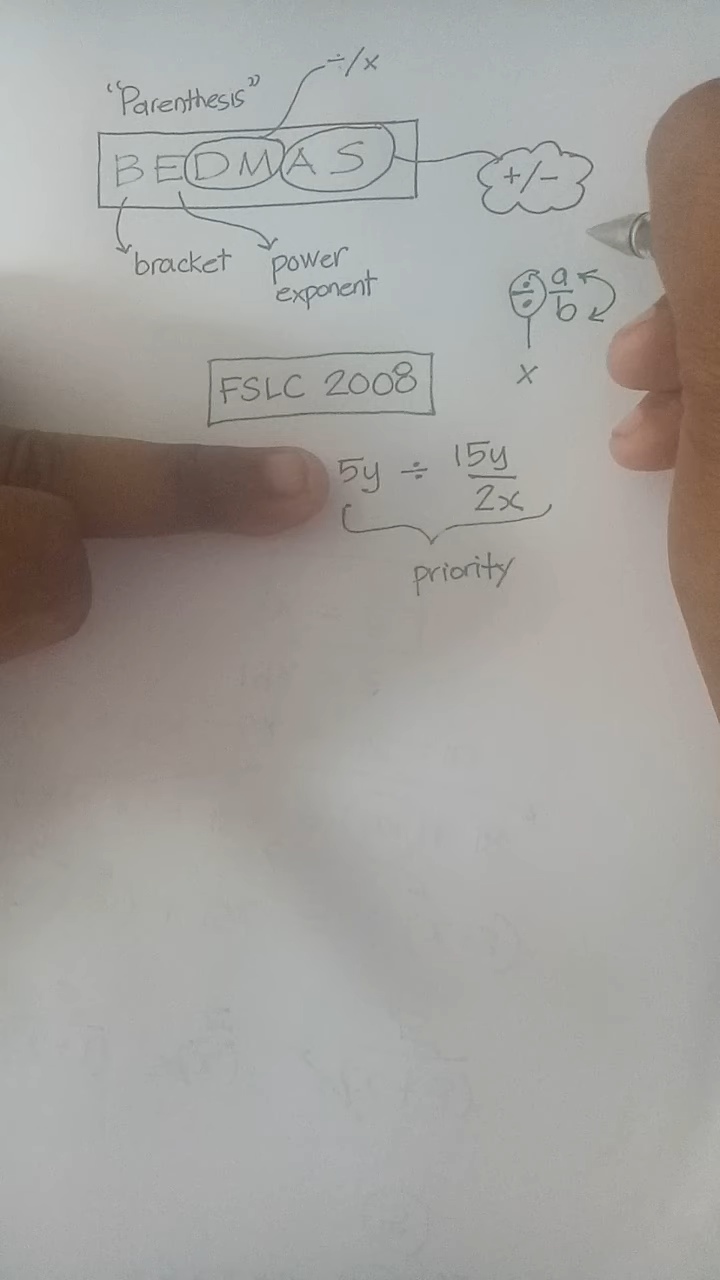 ÷/x
"Parenthesis"
BEDMAS
+/-
bracket
power
exponent
÷ a/b
x
FSLC 2008
5y ÷ 15y/2x
priority